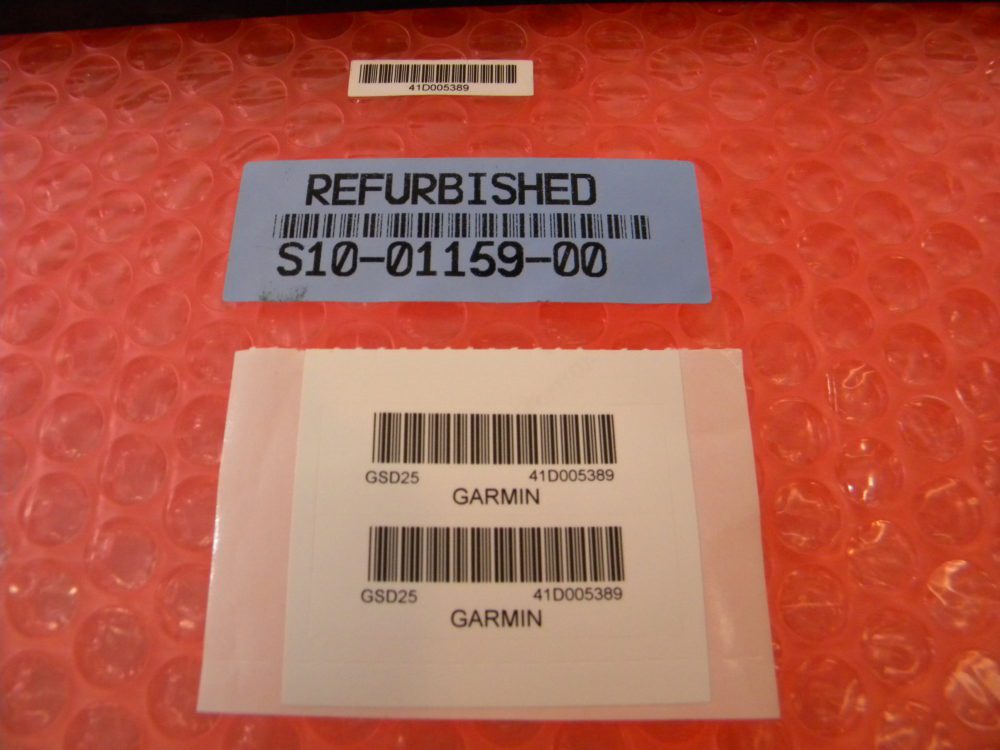 41D005389
REFURBISHED
S10-01159-00
GSD25 41D005389
GARMIN
GSD25 41D005389
GARMIN